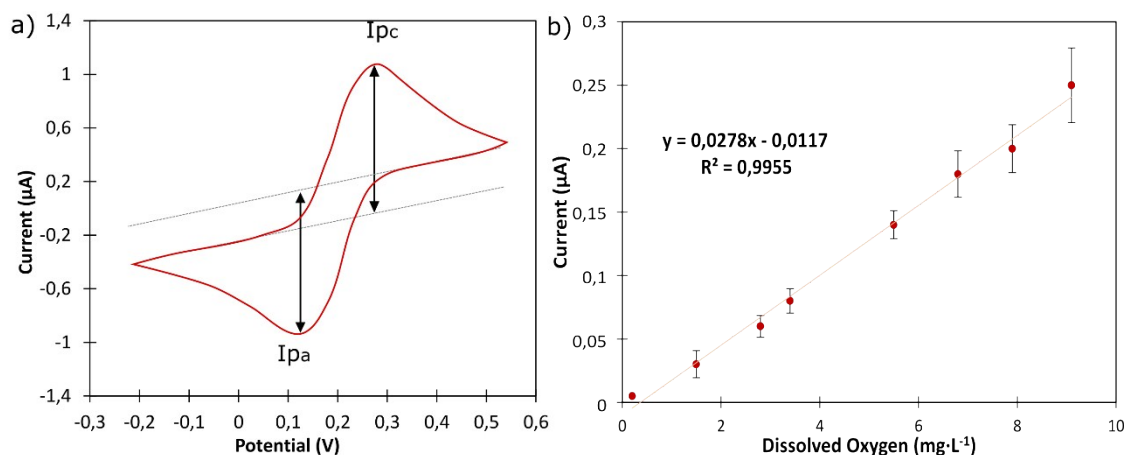 a)
Current (µA)
1,4
1
0,6
0,2
-0,2
-0,6
-1
-1,4
Ipc
Ipa
-0,3 -0,2 -0,1 0 0,1 0,2 0,3 0,4 0,5 0,6
Potential (V)
b)
Current (µA)
0,3
0,25
0,2
0,15
0,1
0,05
0
y = 0,0278x - 0,0117
R² = 0,9955
0 2 4 6 8 10
Dissolved Oxygen (mg·L⁻¹)